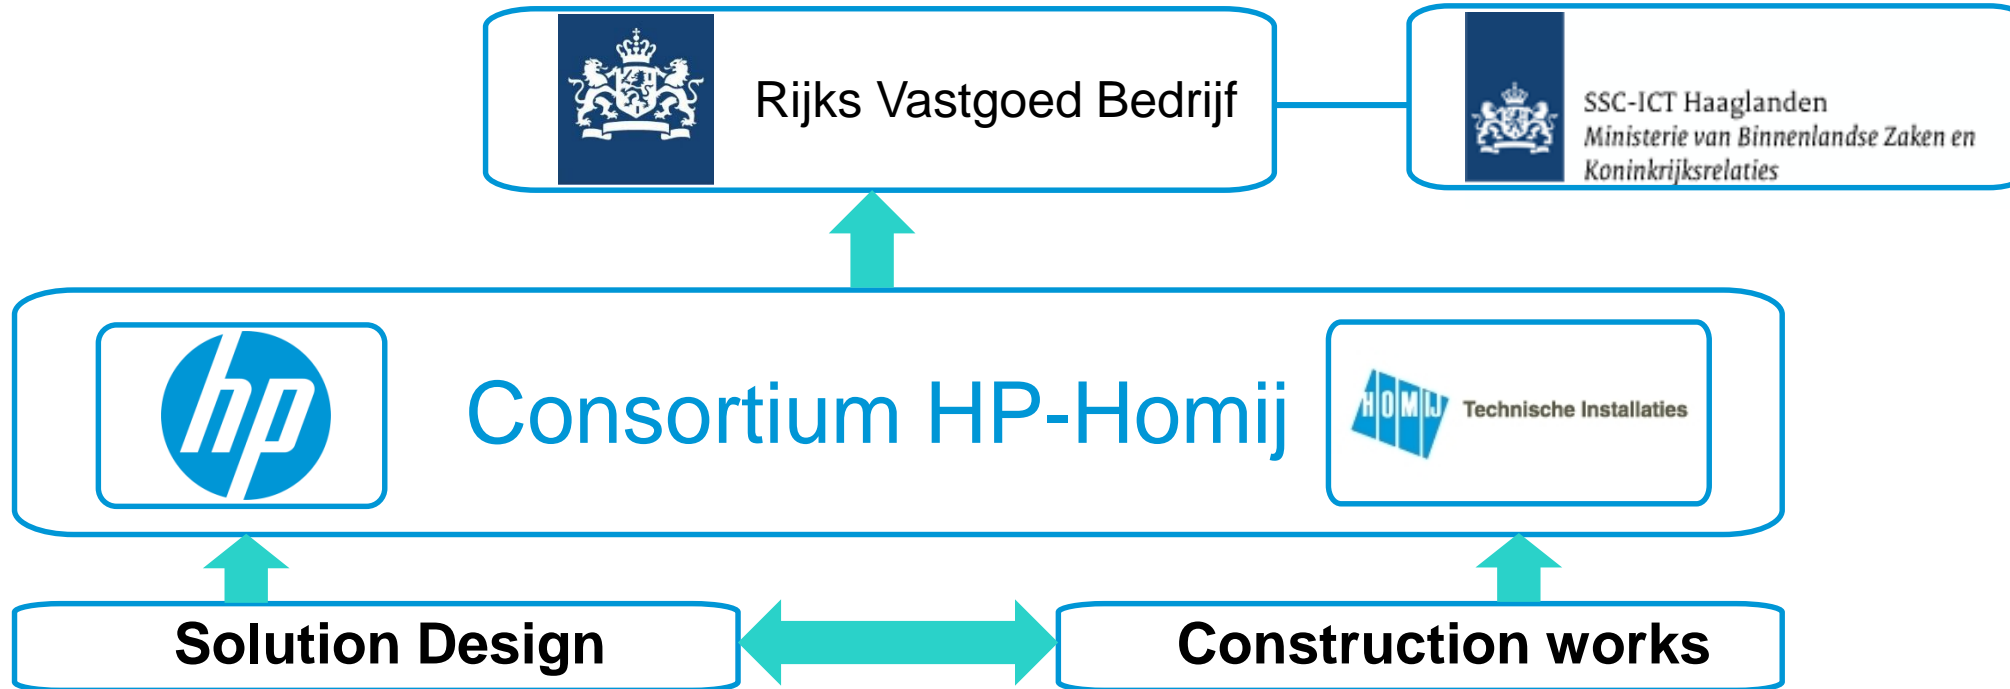 Rijks Vastgoed Bedrijf
SSC-ICT Haaglanden
Ministerie van Binnenlandse Zaken en
Koninkrijksrelaties
hp
Consortium HP-Homij
HOMIJ
Technische Installaties
Solution Design
Construction works